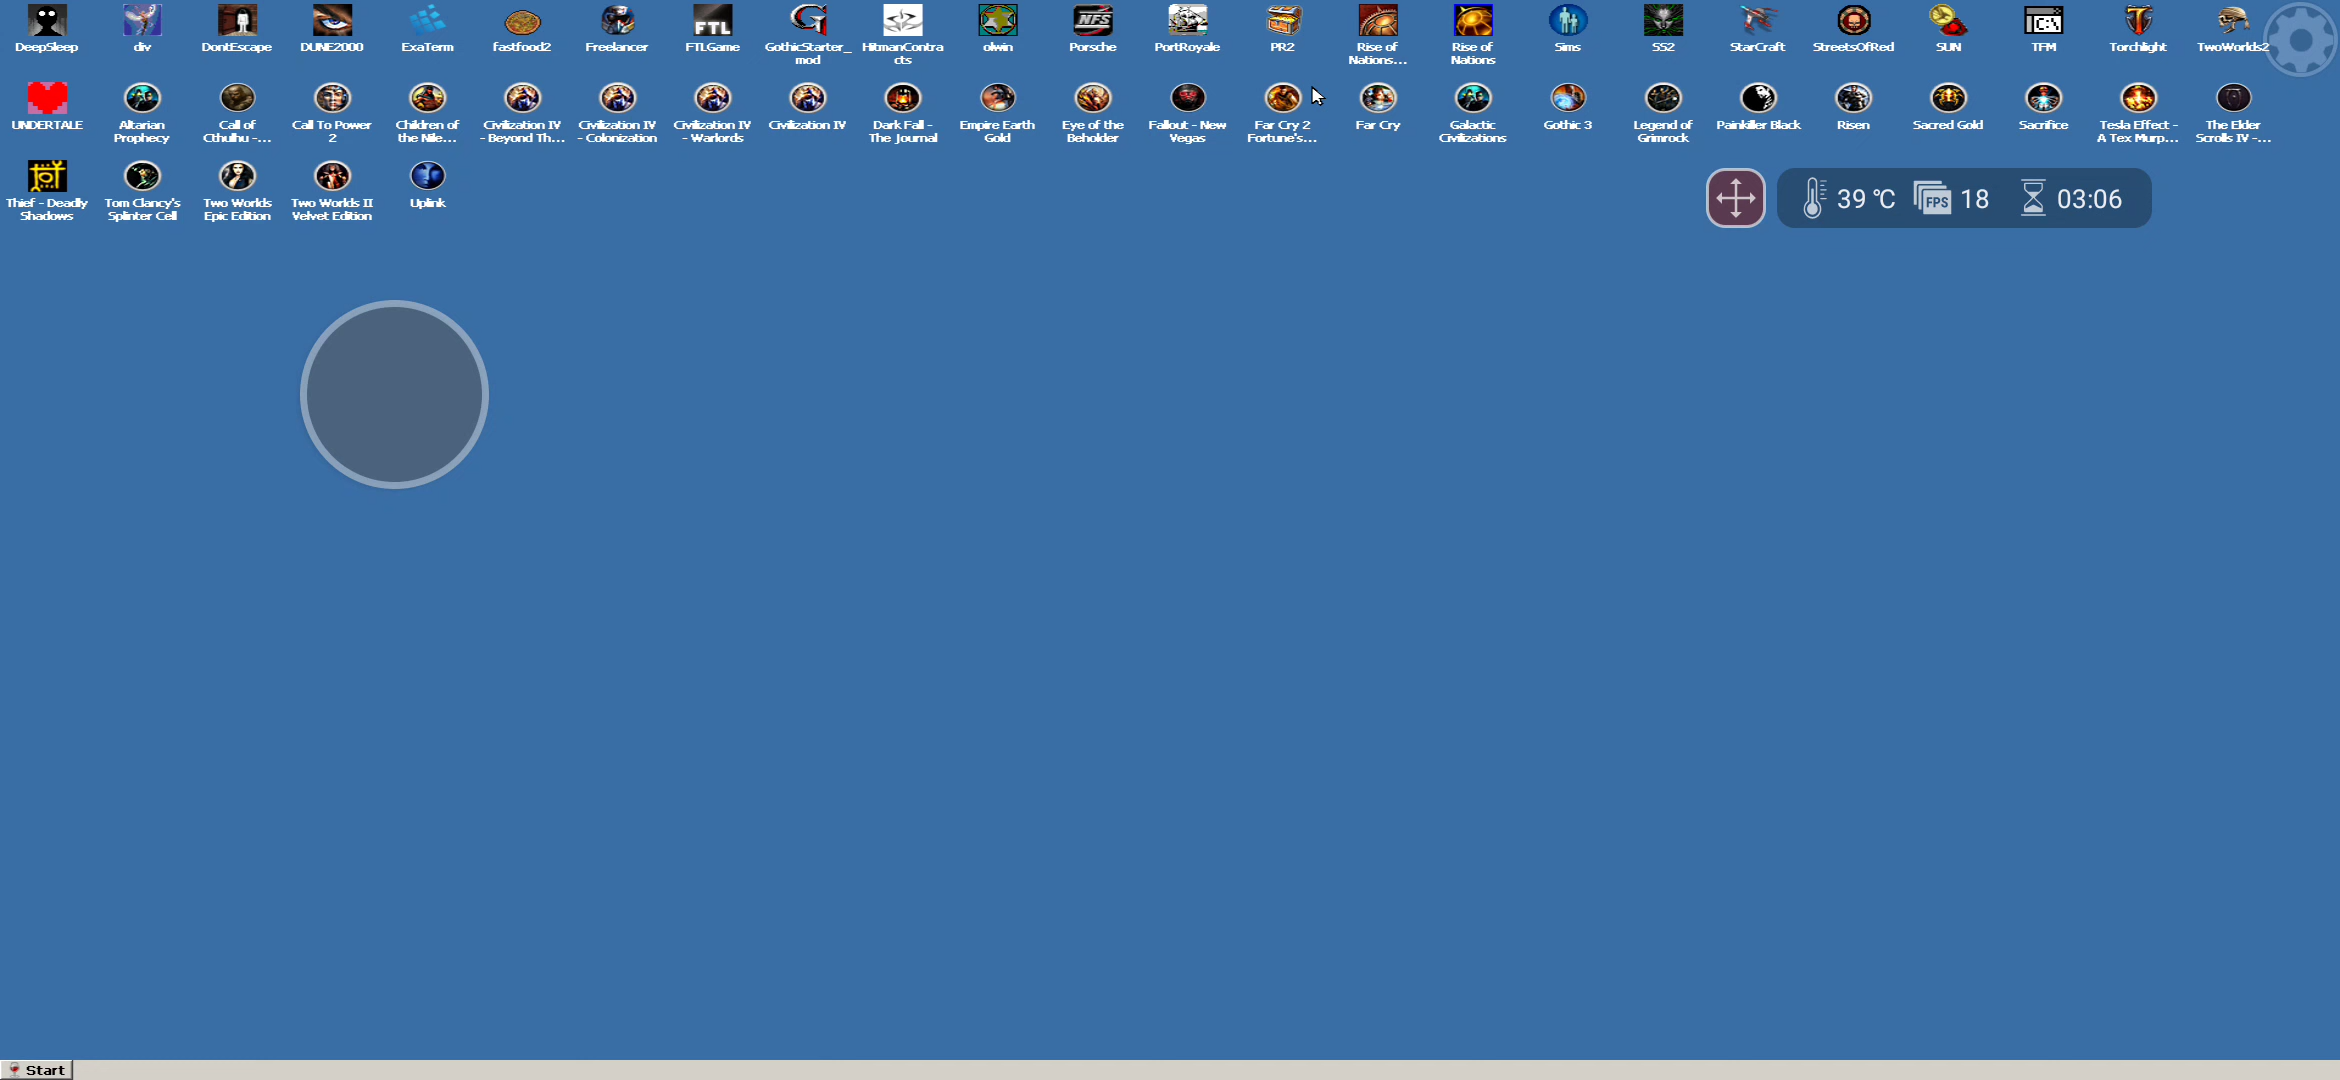 DeepSleep
div
DontEscape
DUNE2000
ExaTerm
fastfood2
Freelancer
FTL
FTLGame
GothicStarter_
mod
HitmanContra
cts
olwin
NFS
Porsche
PortRoyale
PR2
Rise of
Nations...
Rise of
Nations
Sims
SS2
StarCraft
StreetsOfRed
SUN
C:\
TFM
Torchlight
TwoWorlds2
UNDERTALE
Altarian
Prophecy
Call of
Cthulhu -...
Call To Power
2
Children of
the Nile...
Civilization IV
- Beyond Th...
Civilization IV
- Colonization
Civilization IV
- Warlords
Civilization IV
Dark Fall -
The Journal
Empire Earth
Gold
Eye of the
Beholder
Fallout - New
Vegas
Far Cry 2
Fortune's...
Far Cry
Galactic
Civilizations
Gothic 3
Legend of
Grimrock
Painkiller Black
Risen
Sacred Gold
Sacrifice
Tesla Effect -
A Tex Murp...
The Elder
Scrolls IV -...
Thief - Deadly
Shadows
Tom Clancy's
Splinter Cell
Two Worlds
Epic Edition
Two Worlds II
Velvet Edition
Uplink
39 °C FPS 18 03:06
Start